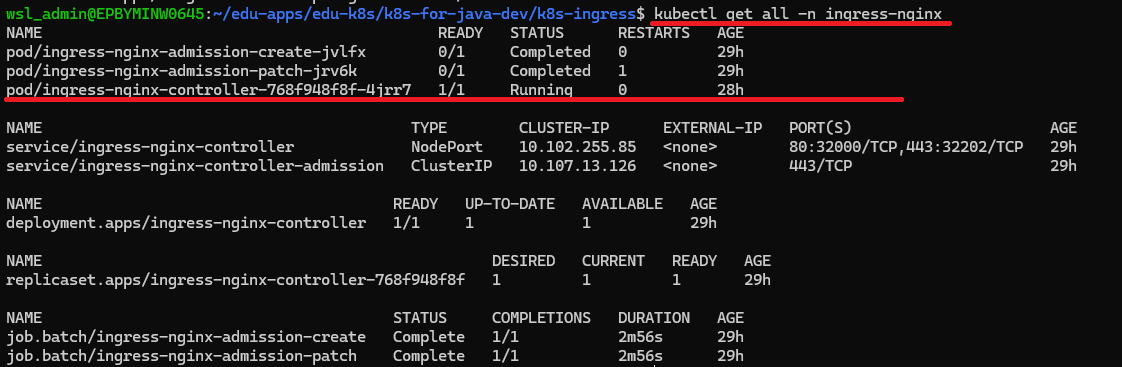 wsl_admin@EPBYMINW0645:~/edu-apps/edu-k8s/k8s-for-java-dev/k8s-ingress$ kubectl get all -n ingress-nginx
NAME READY STATUS RESTARTS AGE
pod/ingress-nginx-admission-create-jvlfx 0/1 Completed 0 29h
pod/ingress-nginx-admission-patch-jrv6k 0/1 Completed 1 29h
pod/ingress-nginx-controller-768f948f8f-4jrr7 1/1 Running 0 28h
NAME TYPE CLUSTER-IP EXTERNAL-IP PORT(S) AGE
service/ingress-nginx-controller NodePort 10.102.255.85 <none> 80:32000/TCP,443:32202/TCP 29h
service/ingress-nginx-controller-admission ClusterIP 10.107.13.126 <none> 443/TCP 29h
NAME READY UP-TO-DATE AVAILABLE AGE
deployment.apps/ingress-nginx-controller 1/1 1 1 29h
NAME DESIRED CURRENT READY AGE
replicaset.apps/ingress-nginx-controller-768f948f8f 1 1 1 29h
NAME STATUS COMPLETIONS DURATION AGE
job.batch/ingress-nginx-admission-create Complete 1/1 2m56s 29h
job.batch/ingress-nginx-admission-patch Complete 1/1 2m56s 29h